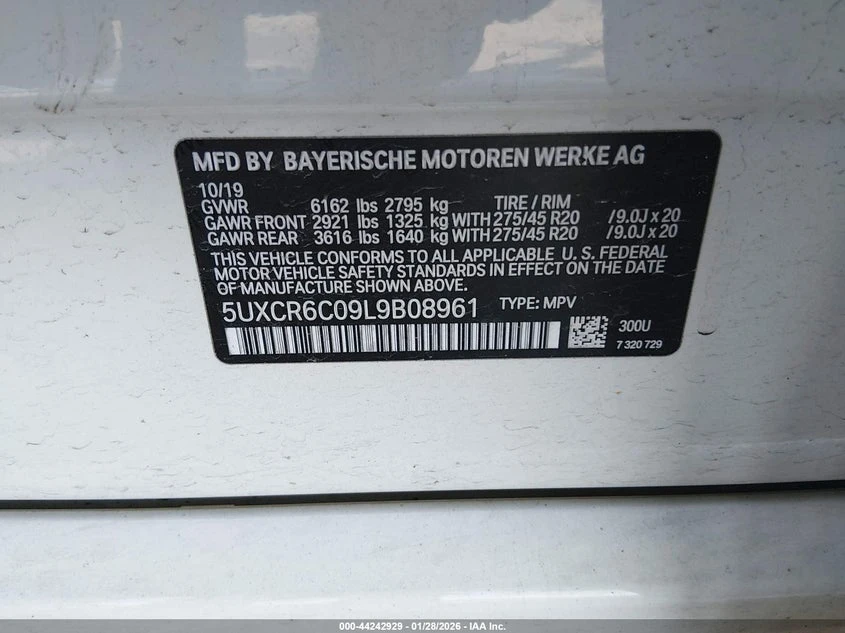 MFD BY BAYERISCHE MOTOREN WERKE AG
10/19
GVWR 6162 lbs 2795 kg TIRE / RIM
GAWR FRONT 2921 lbs 1325 kg WITH 275/45 R20 /9.0J x 20
GAWR REAR 3616 lbs 1640 kg WITH 275/45 R20 /9.0J x 20
THIS VEHICLE CONFORMS TO ALL APPLICABLE U. S. FEDERAL
MOTOR VEHICLE SAFETY STANDARDS IN EFFECT ON THE DATE
OF MANUFACTURE SHOWN ABOVE.
5UXCR6C09L9B08961 TYPE: MPV
300U
7 320 729
000-44242929 - 01/28/2026 - IAA Inc.